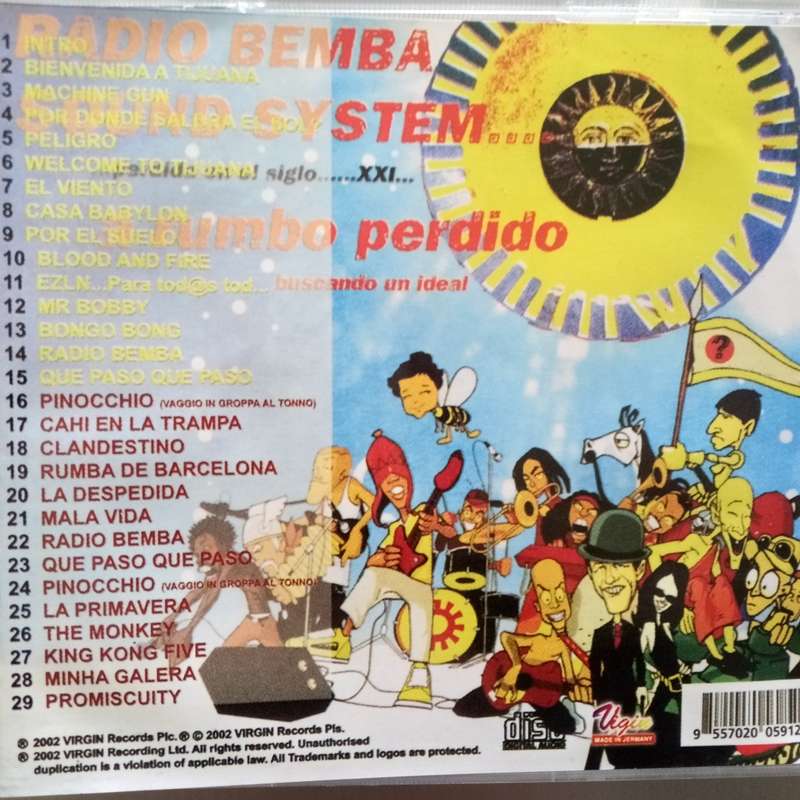 RADIO BEMBA
SOUND SYSTEM....
perdido en el siglo......XXI...
rumbo perdido
buscando un ideal
1 INTRO
2 BIENVENIDA A TIJUANA
3 MACHINE GUN
4 POR DONDE SALDRA EL SOL
5 PELIGRO
6 WELCOME TO TIJUANA
7 EL VIENTO
8 CASA BABYLON
9 POR EL SUELO
10 BLOOD AND FIRE
11 EZLN...Para tod@s tod...
12 MR BOBBY
13 BONGO BONG
14 RADIO BEMBA
15 QUE PASO QUE PASO
16 PINOCCHIO (VAGGIO IN GROPPA AL TONNO)
17 CAHI EN LA TRAMPA
18 CLANDESTINO
19 RUMBA DE BARCELONA
20 LA DESPEDIDA
21 MALA VIDA
22 RADIO BEMBA
23 QUE PASO QUE PASO
24 PINOCCHIO (VAGGIO IN GROPPA AL TONNO)
25 LA PRIMAVERA
26 THE MONKEY
27 KING KONG FIVE
28 MINHA GALERA
29 PROMISCUITY
?
® 2002 VIRGIN Records Plc. ® © 2002 VIRGIN Records Pls.
® 2002 VIRGIN Recording Ltd. All rights reserved. Unauthorised
duplication is a violation of applicable law. All Trademarks and logos are protected.
disc
DIGITAL AUDIO
Virgin
MADE IN JERMANY
9 557020 05912